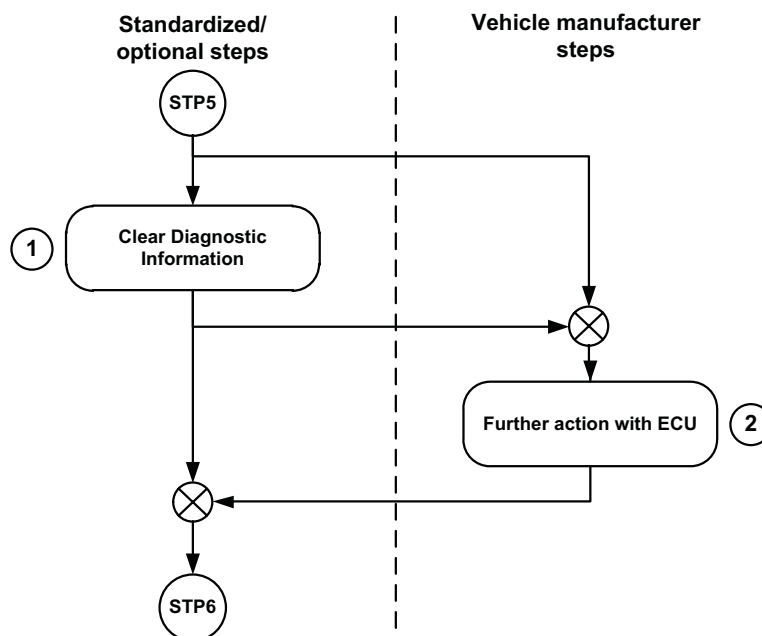 Standardized/
optional steps
Vehicle manufacturer
steps
STP5
1
Clear Diagnostic
Information
Further action with ECU
2
STP6